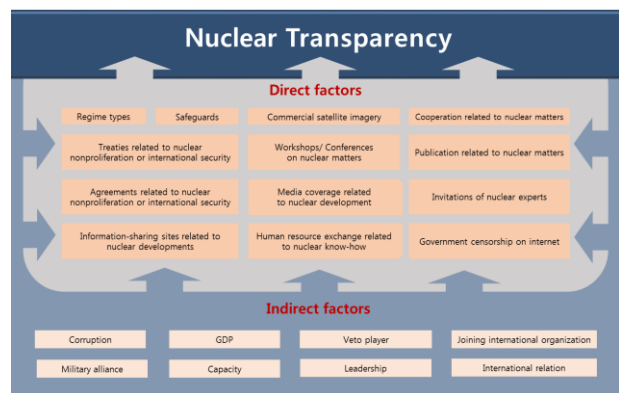 Nuclear Transparency
Direct factors
Regime types
Safeguards
Commercial satellite imagery
Cooperation related to nuclear matters
Treaties related to nuclear
nonproliferation or international security
Workshops/ Conferences
on nuclear matters
Publication related to nuclear matters
Agreements related to nuclear
nonproliferation or international security
Media coverage related
to nuclear development
Invitations of nuclear experts
Information-sharing sites related to
nuclear developments
Human resource exchange related
to nuclear know-how
Government censorship on internet
Indirect factors
Corruption
GDP
Veto player
Joining international organization
Military alliance
Capacity
Leadership
International relation